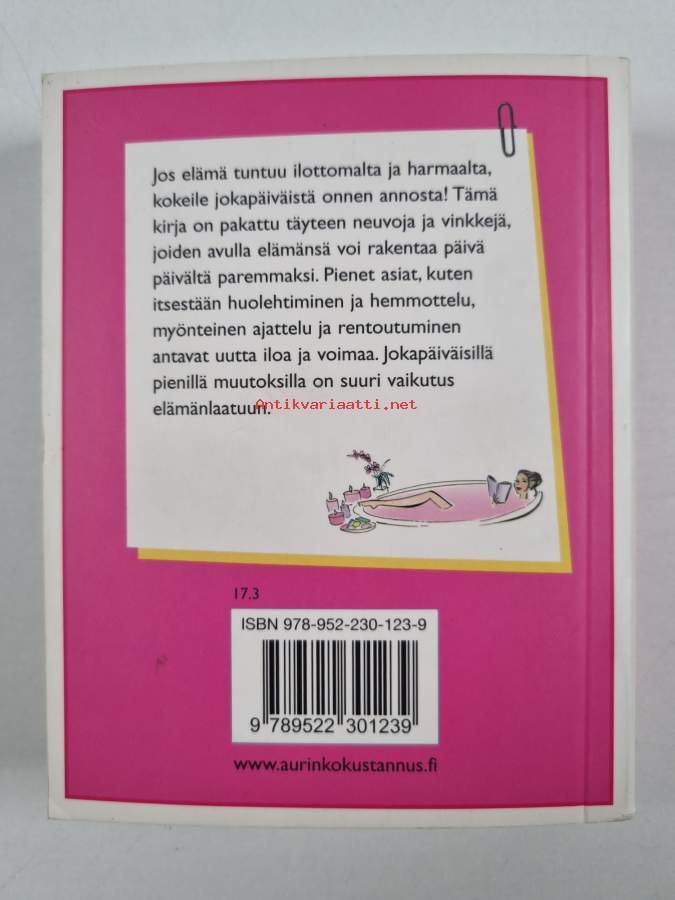 Jos elämä tuntuu ilottomalta ja harmaalta,
kokeile jokapäiväistä onnen annosta! Tämä
kirja on pakattu täyteen neuvoja ja vinkkejä,
joiden avulla elämänsä voi rakentaa päivä
päivältä paremmaksi. Pienet asiat, kuten
itsestään huolehtiminen ja hemmottelu,
myönteinen ajattelu ja rentoutuminen
antavat uutta iloa ja voimaa. Jokapäiväisillä
pienillä muutoksilla on suuri vaikutus
Antikvariaatti.net
elämänlaatuun.
17.3
ISBN 978-952-230-123-9
9 789522 301239
www.aurinkokustannus.fi